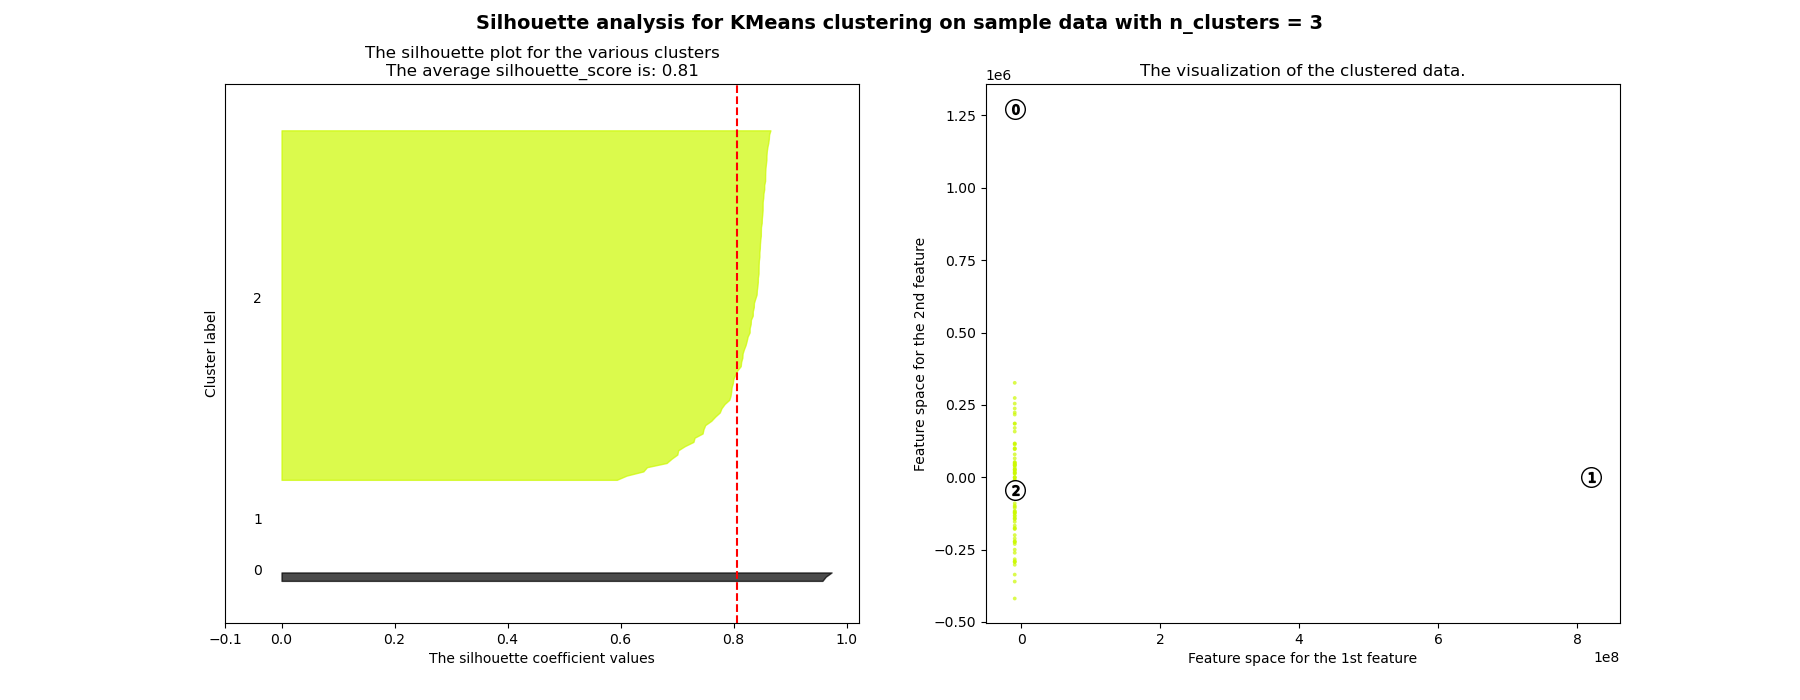 Silhouette analysis for KMeans clustering on sample data with n_clusters = 3
The silhouette plot for the various clusters
The average silhouette_score is: 0.81
Cluster label
2
1
0
−0.1 0.0 0.2 0.4 0.6 0.8 1.0
The silhouette coefficient values
The visualization of the clustered data.
1e6
Feature space for the 2nd feature
1.25
1.00
0.75
0.50
0.25
0.00
−0.25
−0.50
0
2
1
0 2 4 6 8
1e8
Feature space for the 1st feature